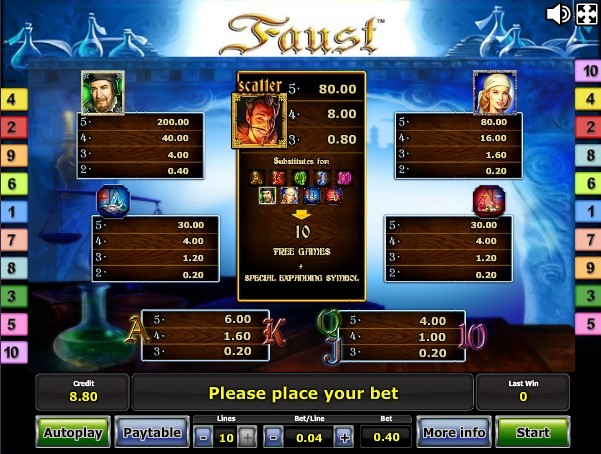 Faust™
scatter
5· 80.00
4· 8.00
3· 0.80
Substitutes for:
A K Q J 10
10
FREE GAMES
+
SPECIAL EXPANDING SYMBOL
5· 200.00
4· 40.00
3· 4.00
2· 0.40
5· 80.00
4· 16.00
3· 1.60
2· 0.20
5· 30.00
4· 4.00
3· 1.20
2· 0.20
5· 30.00
4· 4.00
3· 1.20
2· 0.20
A K
5· 6.00
4· 1.60
3· 0.20
Q J 10
5· 4.00
4· 1.00
3· 0.20
4
2
9
6
1
7
8
3
5
10
10
4
2
8
6
1
7
9
3
5
Credit
8.80
Please place your bet
Last Win
0
Autoplay
Paytable
Lines
- 10 +
Bet/Line
- 0.04 +
Bet
0.40
More info
Start